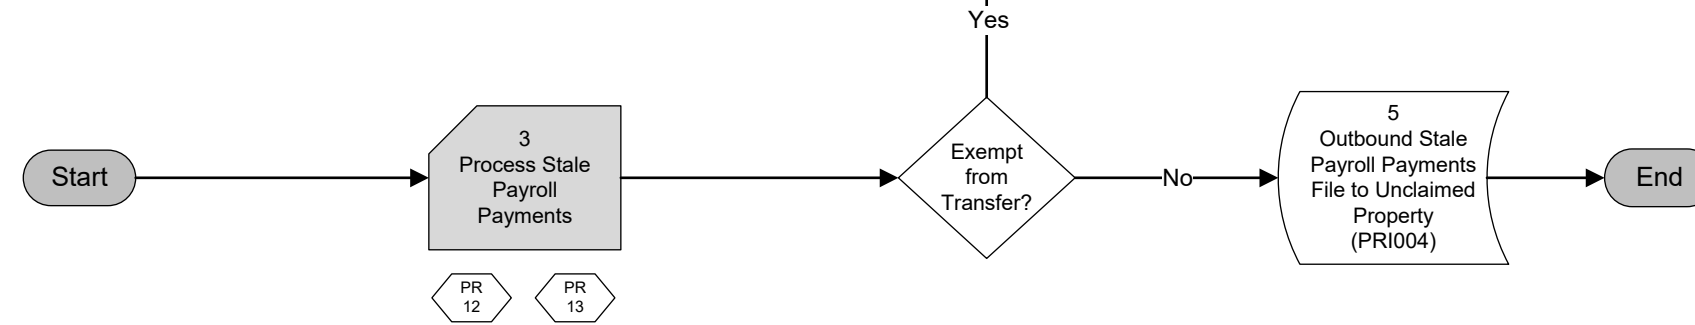 Yes
Start
3
Process Stale
Payroll
Payments
PR
12
PR
13
Exempt
from
Transfer?
No
5
Outbound Stale
Payroll Payments
File to Unclaimed
Property
(PRI004)
End